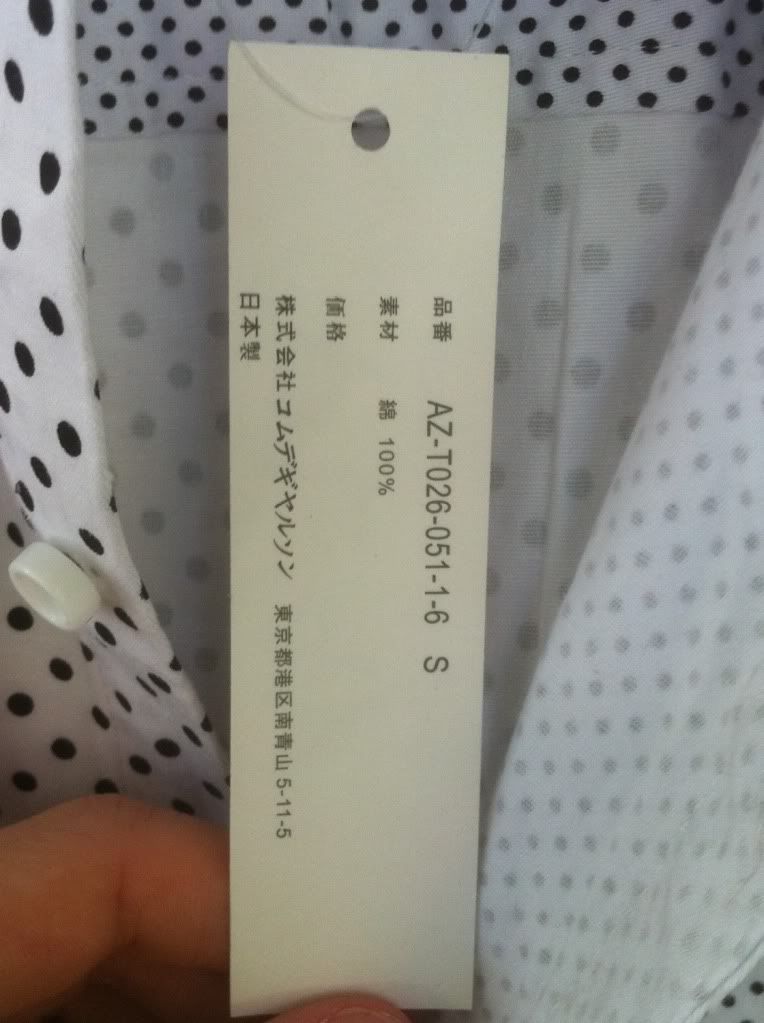 品番 AZ-T026-051-1-6 S
素材 綿 100%
価格
株式会社コムデギャルソン 東京都港区南青山5-11-5
日本製